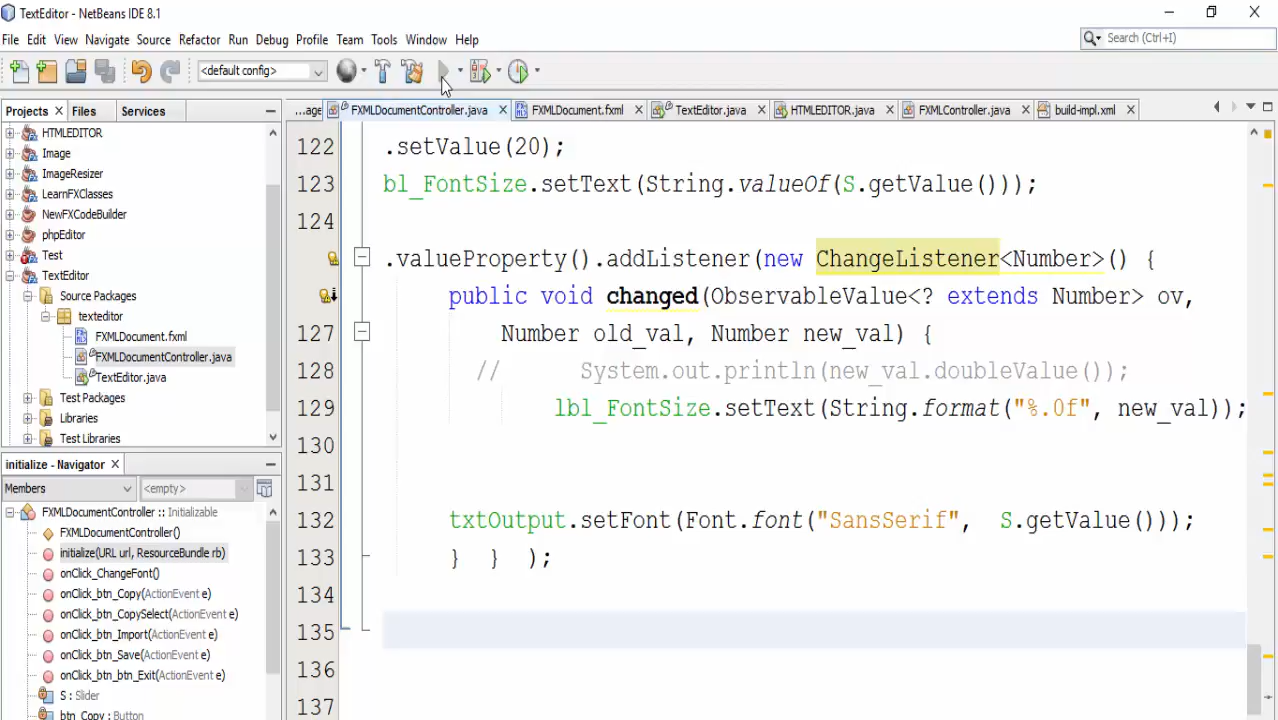 TextEditor - NetBeans IDE 8.1
File Edit View Navigate Source Refactor Run Debug Profile Team Tools Window Help
Search (Ctrl+I)
<default config>
Projects Files Services
...age FXMLDocumentController.java FXMLDocument.fxml TextEditor.java HTMLEDITOR.java FXMLController.java build-impl.xml
HTMLEDITOR
Image
ImageResizer
LearnFXClasses
NewFXCodeBuilder
phpEditor
Test
TextEditor
Source Packages
texteditor
FXMLDocument.fxml
FXMLDocumentController.java
TextEditor.java
Test Packages
Libraries
Test Libraries
initialize - Navigator
Members <empty>
FXMLDocumentController :: Initializable
FXMLDocumentController()
initialize(URL url, ResourceBundle rb)
onClick_ChangeFont()
onClick_btn_Copy(ActionEvent e)
onClick_btn_CopySelect(ActionEvent e)
onClick_btn_Import(ActionEvent e)
onClick_btn_Save(ActionEvent e)
onClick_btn_btn_Exit(ActionEvent e)
S : Slider
btn_Copy : Button
122 .setValue(20);
123 bl_FontSize.setText(String.valueOf(S.getValue()));
124
.valueProperty().addListener(new ChangeListener<Number>() {
public void changed(ObservableValue<? extends Number> ov,
127 Number old_val, Number new_val) {
128 // System.out.println(new_val.doubleValue());
129 lbl_FontSize.setText(String.format("%.0f", new_val));
130
131
132 txtOutput.setFont(Font.font("SansSerif", S.getValue()));
133 } } );
134
135
136
137